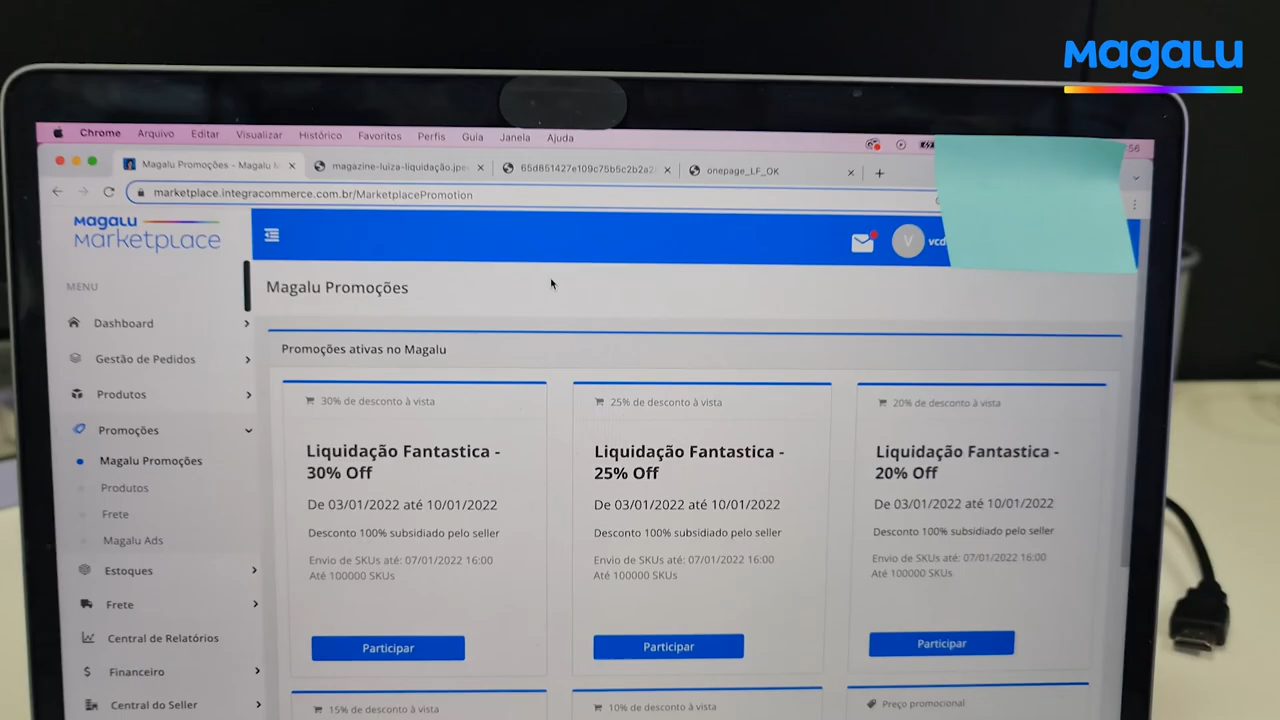 MAGALU
Chrome Arquivo Editar Visualizar Histórico Favoritos Perfis Guia Janela Ajuda
56
Magalu Promoções – Magalu
magazine-luiza-liquidação.jpe
65d851427e109c75b5c2b2a2
onepage_LF_OK
marketplace.integracommerce.com.br/MarketplacePromotion
MAGALU
Marketplace
V
vcd
MENU
Dashboard
Gestão de Pedidos
Produtos
Promoções
Magalu Promoções
Produtos
Frete
Magalu Ads
Estoques
Frete
Central de Relatórios
Financeiro
Central do Seller
Magalu Promoções
Promoções ativas no Magalu
30% de desconto à vista
Liquidação Fantastica -
30% Off
De 03/01/2022 até 10/01/2022
Desconto 100% subsidiado pelo seller
Envio de SKUs até: 07/01/2022 16:00
Até 100000 SKUs
Participar
25% de desconto à vista
Liquidação Fantastica -
25% Off
De 03/01/2022 até 10/01/2022
Desconto 100% subsidiado pelo seller
Envio de SKUs até: 07/01/2022 16:00
Até 100000 SKUs
Participar
20% de desconto à vista
Liquidação Fantastica -
20% Off
De 03/01/2022 até 10/01/2022
Desconto 100% subsidiado pelo seller
Envio de SKUs até: 07/01/2022 16:00
Até 100000 SKUs
Participar
15% de desconto à vista
10% de desconto à vista
Preço promocional